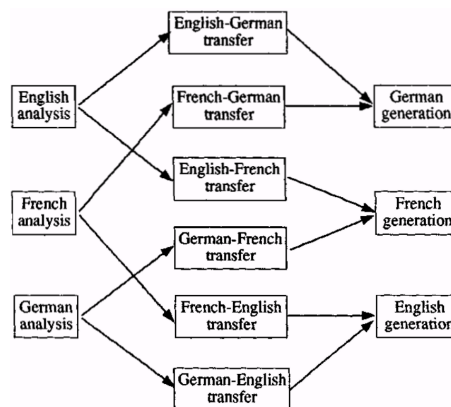 English-German
transfer
English
analysis
French-German
transfer
German
generation
English-French
transfer
French
analysis
French
generation
German-French
transfer
German
analysis
French-English
transfer
English
generation
German-English
transfer